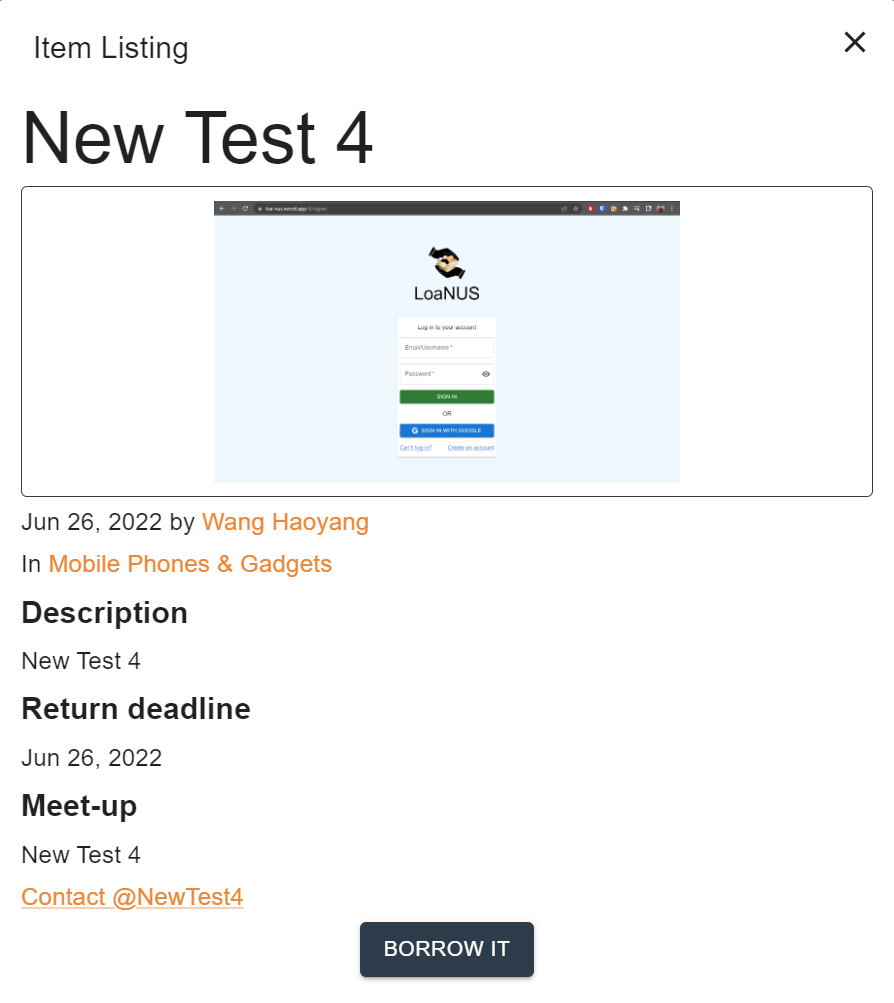 Item Listing
New Test 4
LoaNUS
Log in to your account
Email/Username *
Password *
SIGN IN
OR
SIGN IN WITH GOOGLE
Can't log in?
Create an account
Jun 26, 2022 by Wang Haoyang
In Mobile Phones & Gadgets
Description
New Test 4
Return deadline
Jun 26, 2022
Meet-up
New Test 4
Contact @NewTest4
BORROW IT